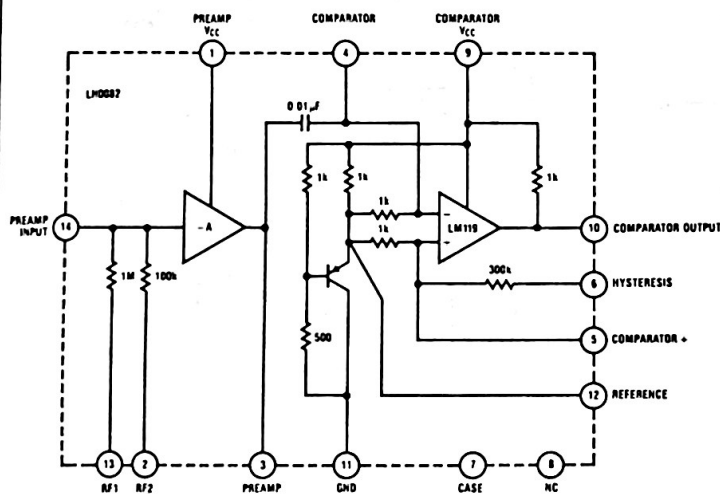 PREAMP
VCC
COMPARATOR
COMPARATOR
VCC
1
4
9
LH0082
0.01μF
1k
1k
1k
1k
1k
PREAMP
INPUT
14
–A
–
+
LM119
10
COMPARATOR OUTPUT
1M
100k
300k
6
HYSTERESIS
500
5
COMPARATOR +
12
REFERENCE
13
2
3
11
7
8
RF1
RF2
PREAMP
GND
CASE
NC